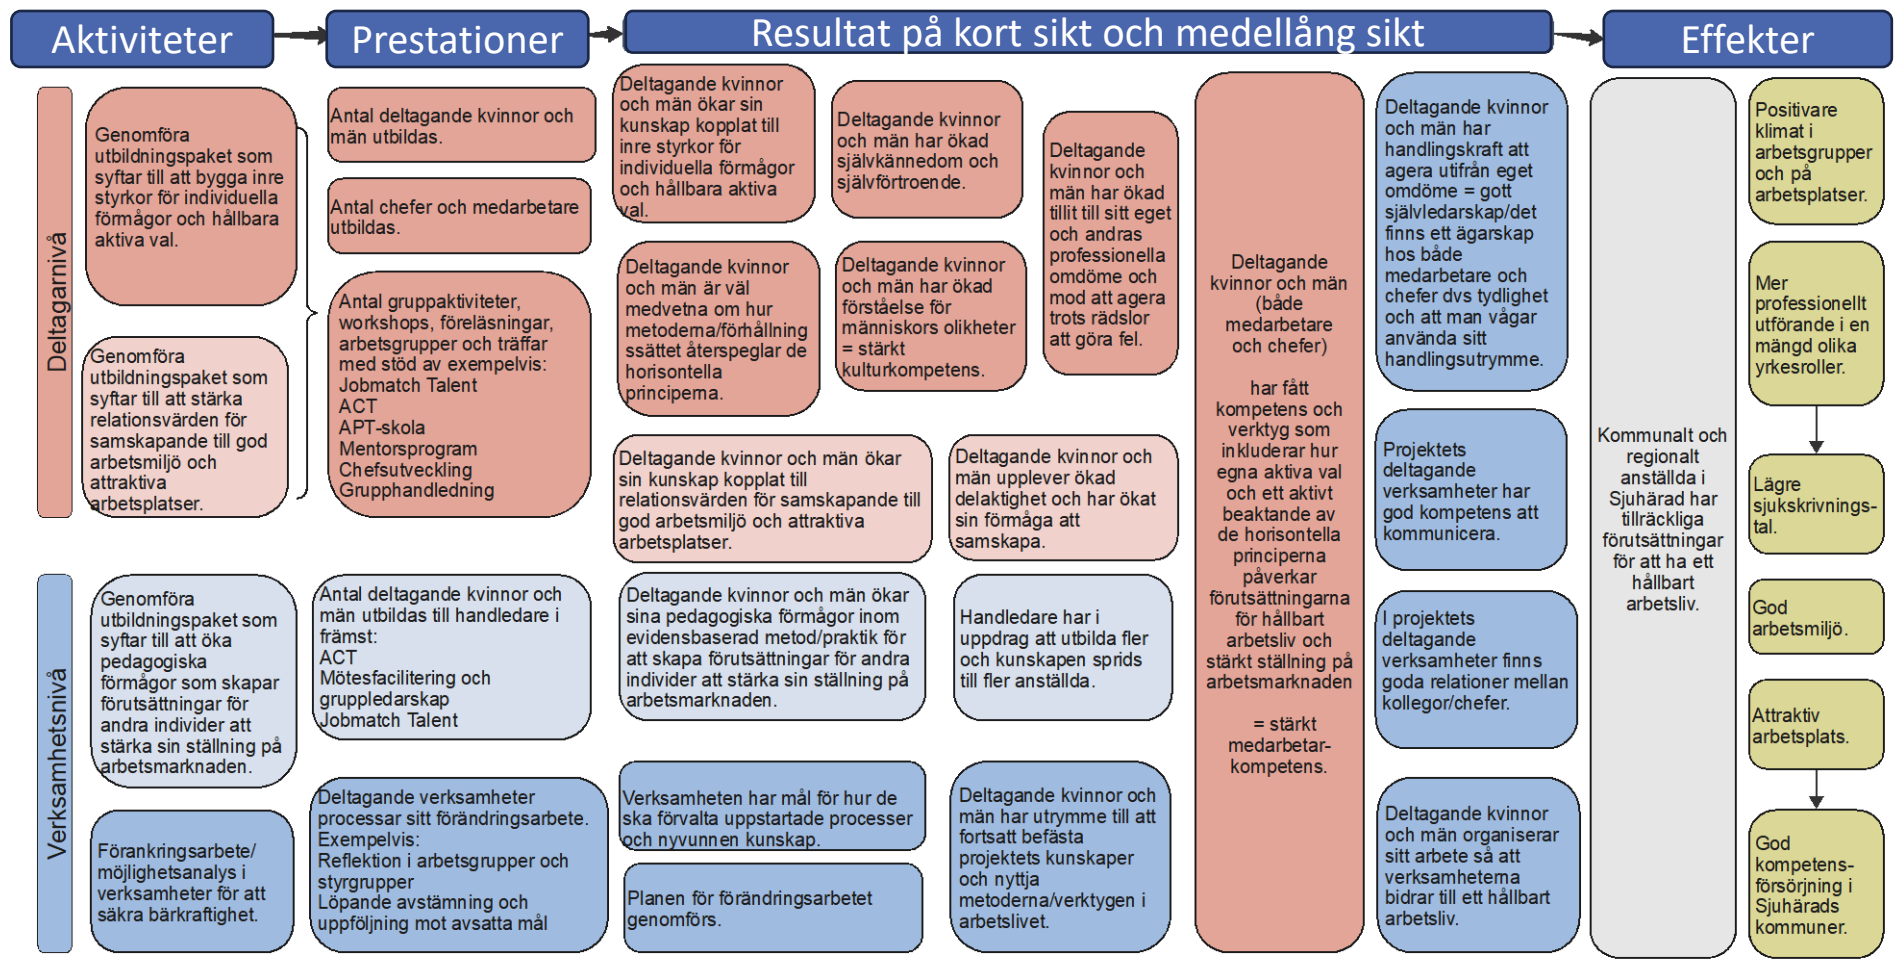 Aktiviteter
Prestationer
Resultat på kort sikt och medellång sikt
Effekter
Deltagarnivå
Genomföra
utbildningspaket som
syftar till att bygga inre
styrkor för individuella
förmågor och hållbara
aktiva val.
Genomföra
utbildningspaket som
syftar till att stärka
relationsvärden för
samskapande till god
arbetsmiljö och
attraktiva
arbetsplatser.
Antal deltagande kvinnor och
män utbildas.
Antal chefer och medarbetare
utbildas.
Antal gruppaktiviteter,
workshops, föreläsningar,
arbetsgrupper och träffar
med stöd av exempelvis:
Jobmatch Talent
ACT
APT-skola
Mentorsprogram
Chefsutveckling
Grupphandledning
Deltagande kvinnor
och män ökar sin
kunskap kopplat till
inre styrkor för
individuella förmågor
och hållbara aktiva
val.
Deltagande kvinnor
och män har ökad
självkännedom och
självförtroende.
Deltagande kvinnor
och män är väl
medvetna om hur
metoderna/förhållning
ssättet återspeglar de
horisontella
principerna.
Deltagande kvinnor
och män har ökad
förståelse för
människors olikheter
= stärkt
kulturkompetens.
Deltagande
kvinnor och
män har ökad
tillit till sitt eget
och andras
professionella
omdöme och
mod att agera
trots rädslor
att göra fel.
Deltagande kvinnor och män ökar
sin kunskap kopplat till
relationsvärden för samskapande till
god arbetsmiljö och attraktiva
arbetsplatser.
Deltagande kvinnor och
män upplever ökad
delaktighet och har ökat
sin förmåga att
samskapa.
Verksamhetsnivå
Genomföra
utbildningspaket som
syftar till att öka
pedagogiska
förmågor som skapar
förutsättningar för
andra individer att
stärka sin ställning på
arbetsmarknaden.
Förankringsarbete/
möjlighetsanalys i
verksamheter för att
säkra bärkraftighet.
Antal deltagande kvinnor och
män utbildas till handledare i
främst:
ACT
Mötesfacilitering och
gruppledarskap
Jobmatch Talent
Deltagande verksamheter
processar sitt förändringsarbete.
Exempelvis:
Reflektion i arbetsgrupper och
styrgrupper
Löpande avstämning och
uppföljning mot avsatta mål
Deltagande kvinnor och män ökar
sina pedagogiska förmågor inom
evidensbaserad metod/praktik för
att skapa förutsättningar för andra
individer att stärka sin ställning på
arbetsmarknaden.
Handledare har i
uppdrag att utbilda fler
och kunskapen sprids
till fler anställda.
Verksamheten har mål för hur de
ska förvalta uppstartade processer
och nyvunnen kunskap.
Planen för förändringsarbetet
genomförs.
Deltagande kvinnor och
män har utrymme till att
fortsatt befästa
projektets kunskaper
och nyttja
metoderna/verktygen i
arbetslivet.
Deltagande
kvinnor och män
(både
medarbetare
och chefer)
har fått
kompetens och
verktyg som
inkluderar hur
egna aktiva val
och ett aktivt
beaktande av
de horisontella
principerna
påverkar
förutsättningarna
för hållbart
arbetsliv och
stärkt ställning på
arbetsmarknaden
= stärkt
medarbetar-
kompetens.
Deltagande kvinnor
och män har
handlingskraft att
agera utifrån eget
omdöme = gott
självledarskap/det
finns ett ägarskap
hos både
medarbetare och
chefer dvs tydlighet
och att man vågar
använda sitt
handlingsutrymme.
Projektets
deltagande
verksamheter har
god kompetens att
kommunicera.
I projektets
deltagande
verksamheter finns
goda relationer mellan
kollegor/chefer.
Deltagande kvinnor
och män organiserar
sitt arbete så att
verksamheterna
bidrar till ett hållbart
arbetsliv.
Kommunalt och
regionalt
anställda i
Sjuhärad har
tillräckliga
förutsättningar
för att ha ett
hållbart
arbetsliv.
Positivare
klimat i
arbetsgrupper
och på
arbetsplatser.
Mer
professionellt
utförande i en
mängd olika
yrkesroller.
Lägre
sjukskrivnings-
tal.
God
arbetsmiljö.
Attraktiv
arbetsplats.
God
kompetens-
försörjning i
Sjuhärads
kommuner.